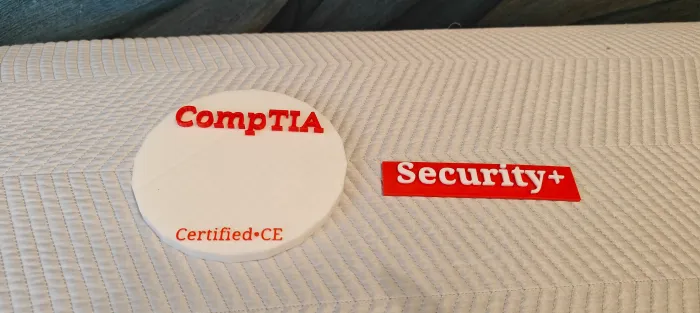 CompTIA
Certified•CE
Security+